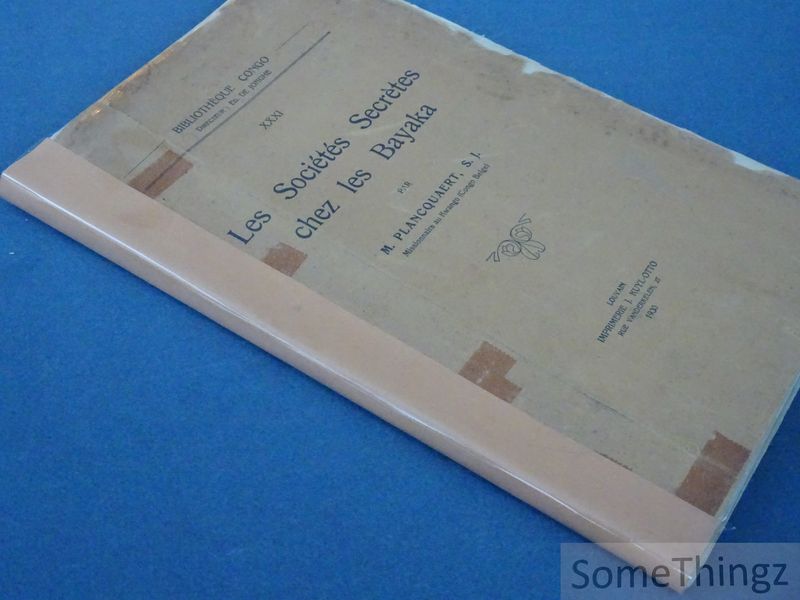 BIBLIOTHÈQUE CONGO
DIRECTEUR : ED. DE JONGHE
XXXI
Les Sociétés Secrètes
chez les Bayaka
PAR
M. PLANCQUAERT, S. J.
Missionnaire au Kwango (Congo Belge)
LOUVAIN
IMPRIMERIE J. KUYL-OTTO
RUE VANDERKELEN, 27
1930
SomeThingz